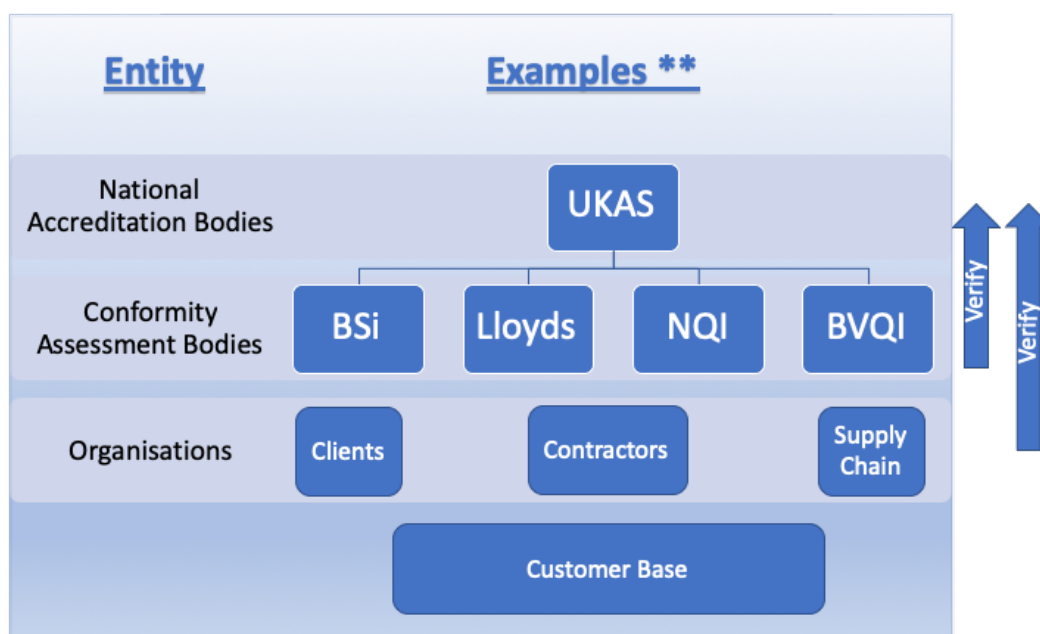 Entity
Examples **
National
Accreditation Bodies
UKAS
Conformity
Assessment Bodies
BSi
Lloyds
NQI
BVQI
Organisations
Clients
Contractors
Supply
Chain
Customer Base
Verify
Verify